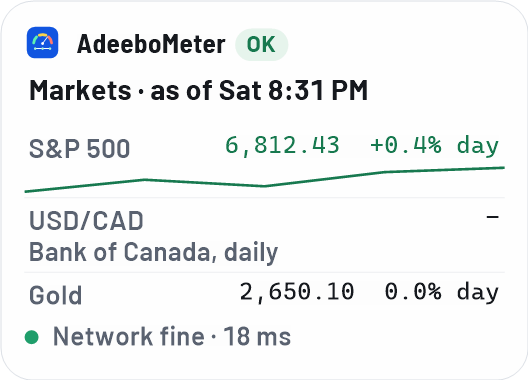 AdeeboMeter OK
Markets · as of Sat 8:31 PM
S&P 500 6,812.43 +0.4% day
USD/CAD –
Bank of Canada, daily
Gold 2,650.10 0.0% day
Network fine · 18 ms